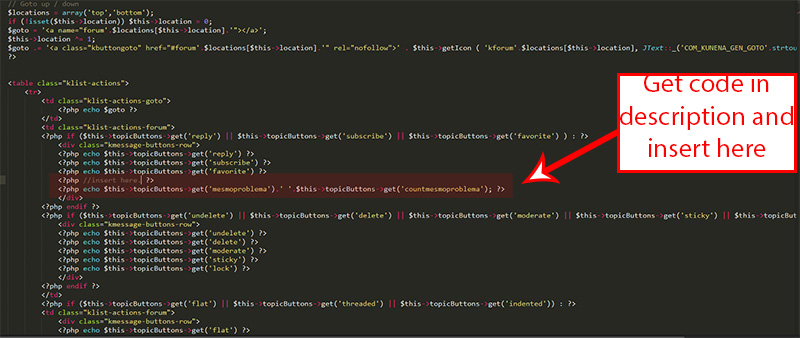 // Goto up / down
$locations = array('top','bottom');
if (!isset($this->location)) $this->location = 0;
$goto = '<a name="forum'.$locations[$this->location].'"></a>';
$this->location ^= 1;
$goto .= '<a class="kbuttongoto" href="#forum'.$locations[$this->location].'" rel="nofollow">' . $this->getIcon ( 'kforum'.$locations[$this->location], JText::_('COM_KUNENA_GEN_GOTO'.strtou
?>
<table class="klist-actions">
<tr>
<td class="klist-actions-goto">
<?php echo $goto ?>
</td>
<td class="klist-actions-forum">
<?php if ($this->topicButtons->get('reply') || $this->topicButtons->get('subscribe') || $this->topicButtons->get('favorite') ) : ?>
<div class="kmessage-buttons-row">
<?php echo $this->topicButtons->get('reply') ?>
<?php echo $this->topicButtons->get('subscribe') ?>
<?php echo $this->topicButtons->get('favorite') ?>
<?php //insert here. ?>
<?php echo $this->topicButtons->get('mesmoproblema').' '.$this->topicButtons->get('countmesmoproblema'); ?>
</div>
<?php endif ?>
<?php if ($this->topicButtons->get('undelete') || $this->topicButtons->get('delete') || $this->topicButtons->get('moderate') || $this->topicButtons->get('sticky') || $this->topicBut
<div class="kmessage-buttons-row">
<?php echo $this->topicButtons->get('undelete') ?>
<?php echo $this->topicButtons->get('delete') ?>
<?php echo $this->topicButtons->get('moderate') ?>
<?php echo $this->topicButtons->get('sticky') ?>
<?php echo $this->topicButtons->get('lock') ?>
</div>
<?php endif ?>
</td>
<?php if ($this->topicButtons->get('flat') || $this->topicButtons->get('threaded') || $this->topicButtons->get('indented')) : ?>
<td class="klist-actions-forum">
<div class="kmessage-buttons-row">
<?php echo $this->topicButtons->get('flat') ?>
Get code in
description and
insert here